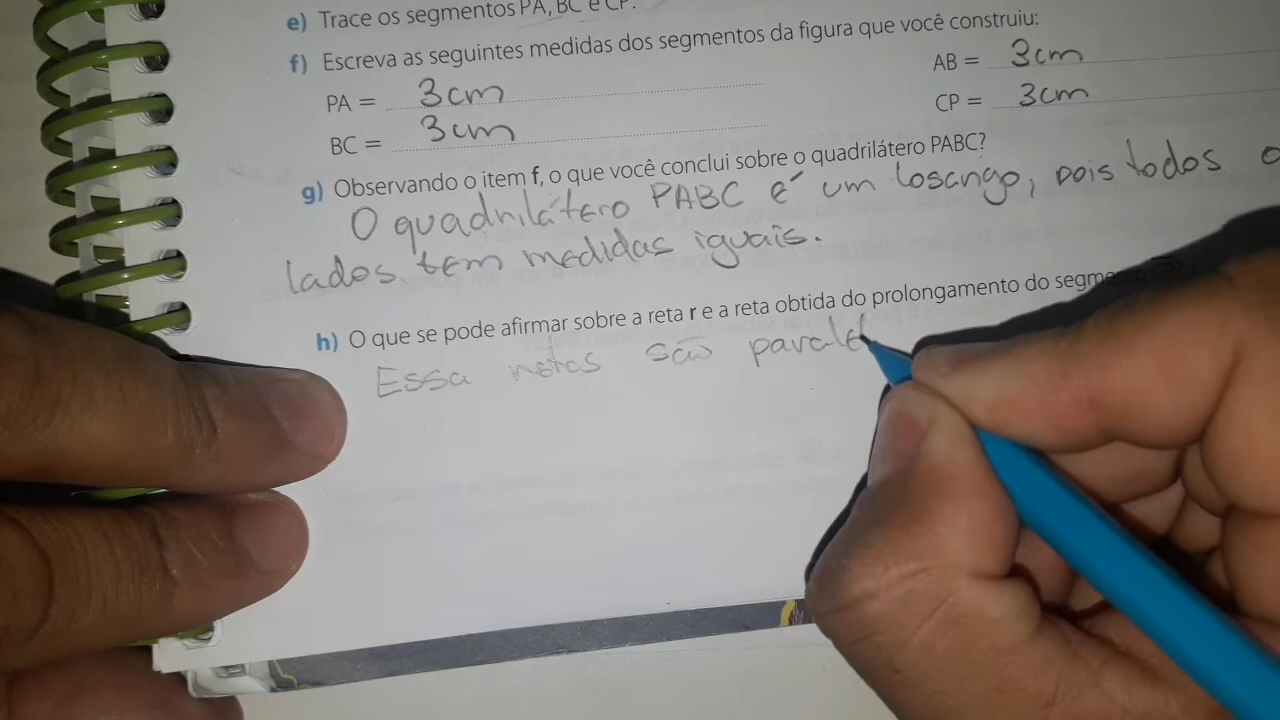 e) Trace os segmentos PA, BC e CP.
f) Escreva as seguintes medidas dos segmentos da figura que você construiu:
PA = 3cm AB = 3cm
BC = 3cm CP = 3cm
g) Observando o item f, o que você conclui sobre o quadrilátero PABC?
O quadrilátero PABC é um losango, pois todos o
lados tem medidas iguais.
h) O que se pode afirmar sobre a reta r e a reta obtida do prolongamento do segme
Essa retas são paralel